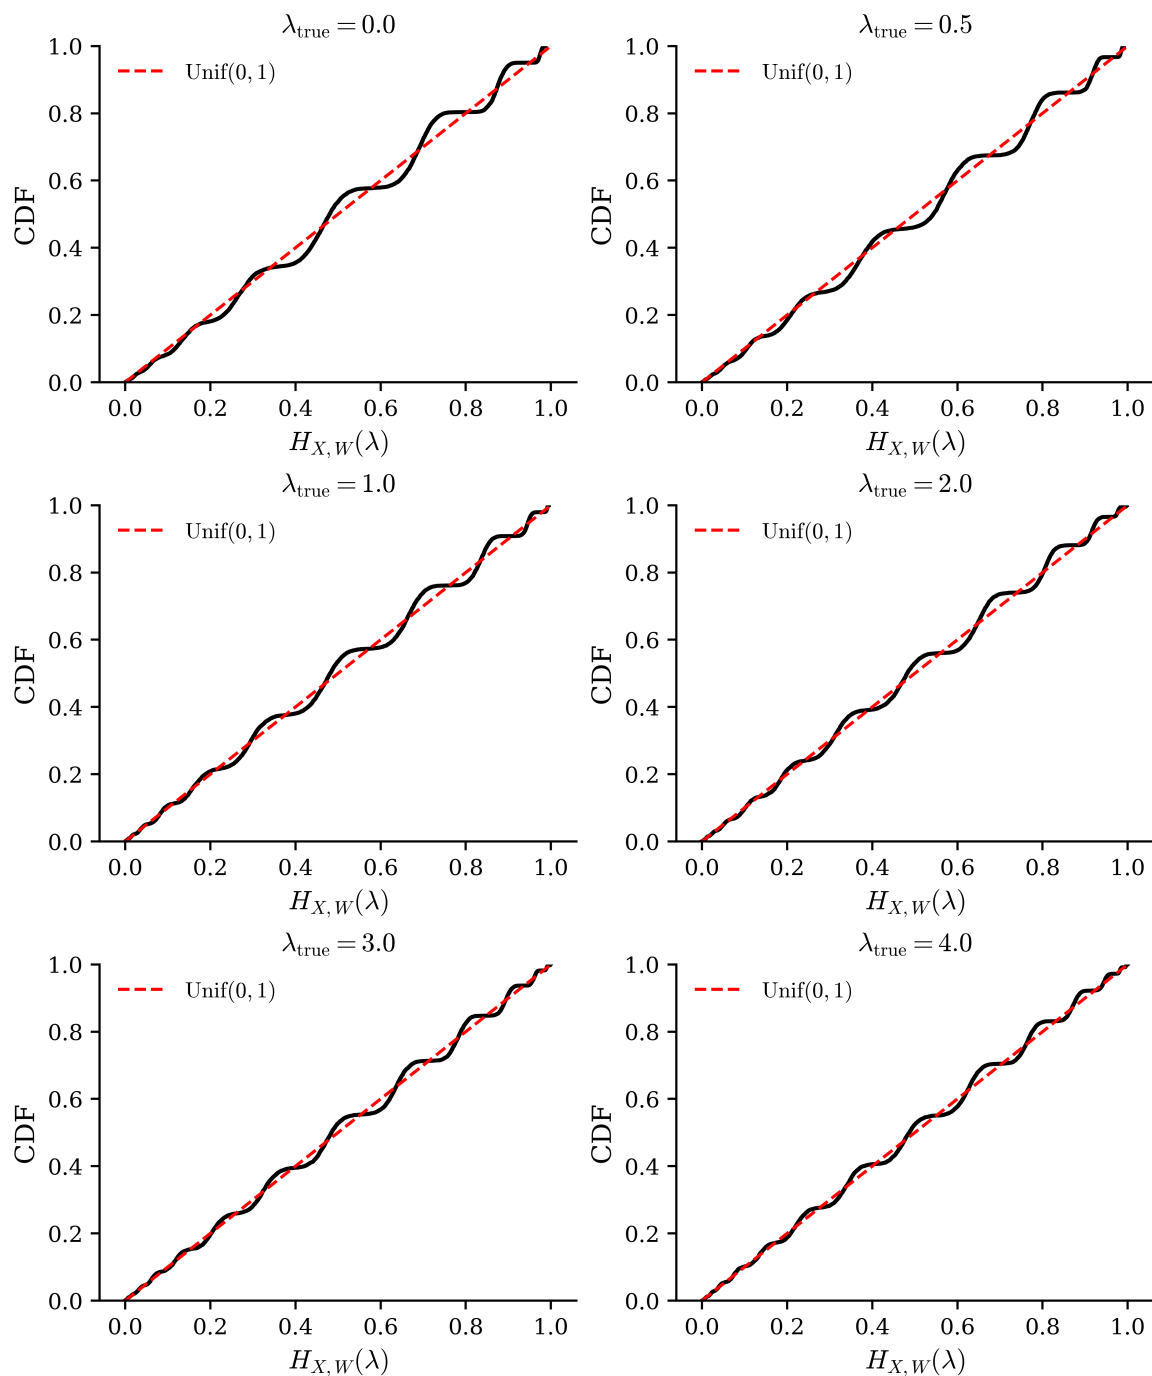 λ_true = 0.0
1.0
0.8
0.6
0.4
0.2
0.0
CDF
Unif(0, 1)
0.0 0.2 0.4 0.6 0.8 1.0
H_{X,W}(λ)
λ_true = 0.5
1.0
0.8
0.6
0.4
0.2
0.0
CDF
Unif(0, 1)
0.0 0.2 0.4 0.6 0.8 1.0
H_{X,W}(λ)
λ_true = 1.0
1.0
0.8
0.6
0.4
0.2
0.0
CDF
Unif(0, 1)
0.0 0.2 0.4 0.6 0.8 1.0
H_{X,W}(λ)
λ_true = 2.0
1.0
0.8
0.6
0.4
0.2
0.0
CDF
Unif(0, 1)
0.0 0.2 0.4 0.6 0.8 1.0
H_{X,W}(λ)
λ_true = 3.0
1.0
0.8
0.6
0.4
0.2
0.0
CDF
Unif(0, 1)
0.0 0.2 0.4 0.6 0.8 1.0
H_{X,W}(λ)
λ_true = 4.0
1.0
0.8
0.6
0.4
0.2
0.0
CDF
Unif(0, 1)
0.0 0.2 0.4 0.6 0.8 1.0
H_{X,W}(λ)